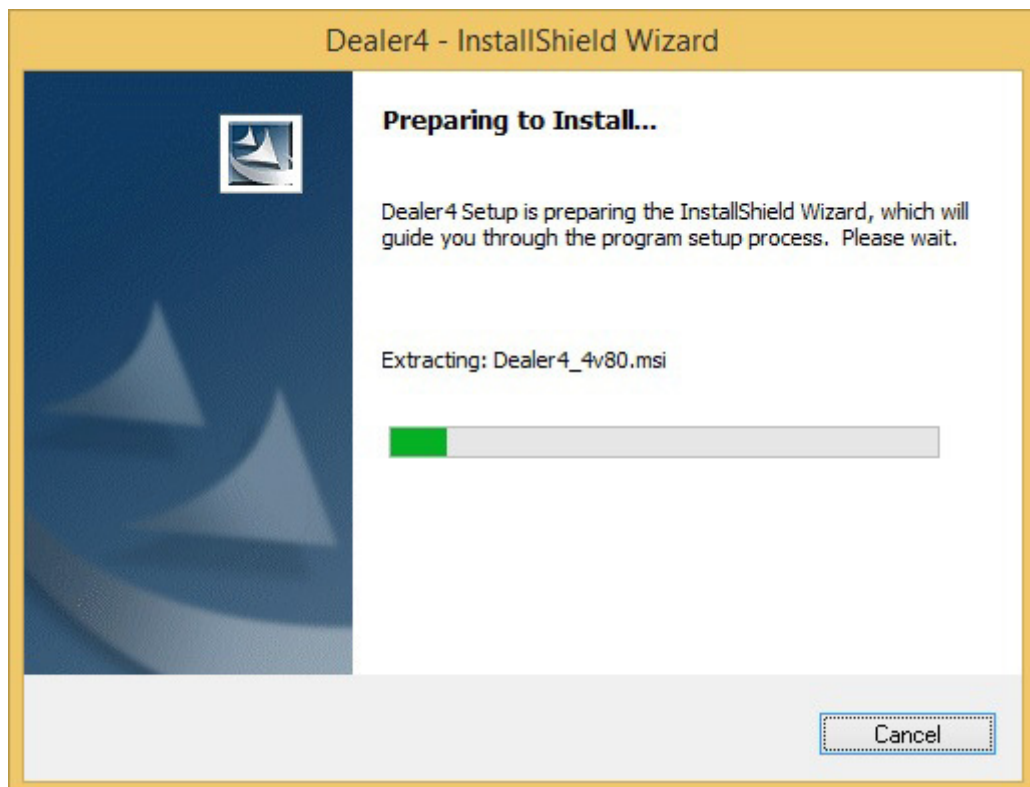 Dealer4 - InstallShield Wizard
Preparing to Install...
Dealer4 Setup is preparing the InstallShield Wizard, which will
guide you through the program setup process.  Please wait.
Extracting: Dealer4_4v80.msi
Cancel